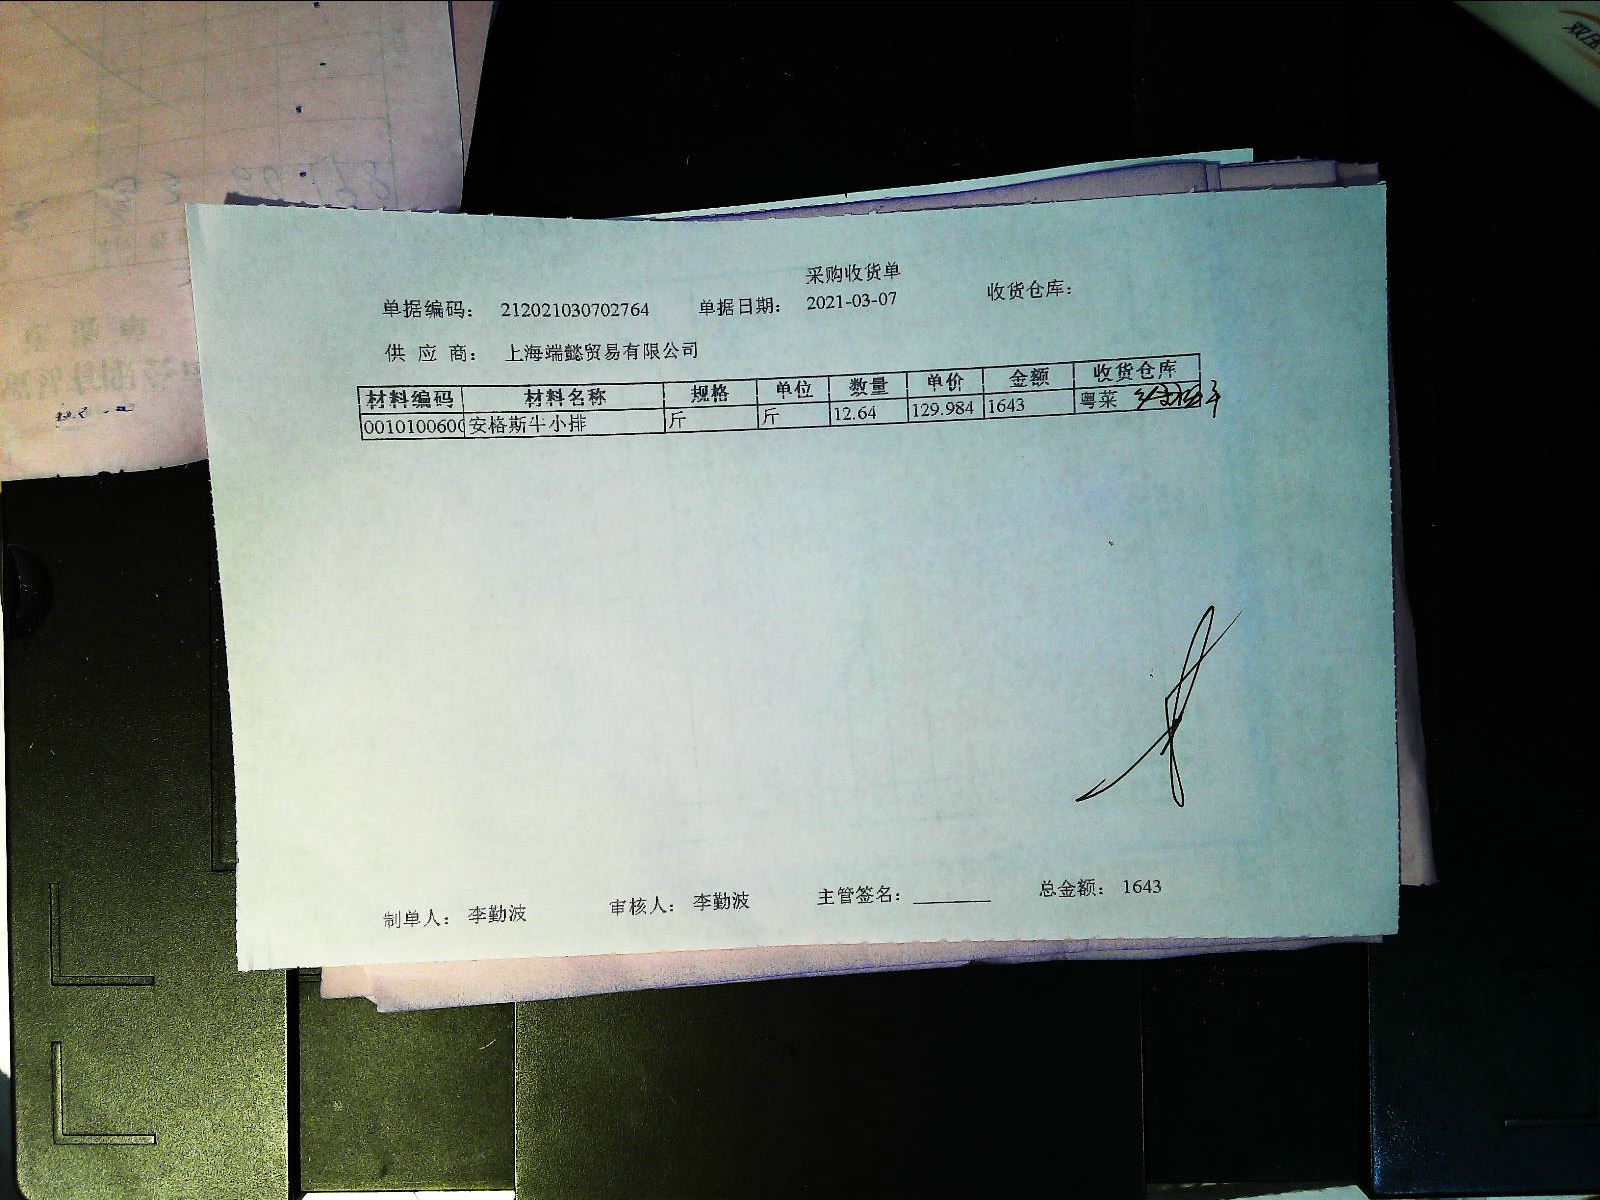 采购收货单
单据编码： 212021030702764 单据日期： 2021-03-07 收货仓库：
供 应 商： 上海端懿贸易有限公司
材料编码 材料名称 规格 单位 数量 单价 金额 收货仓库
0010100600 安格斯牛小排 斤 斤 12.64 129.984 1643 粤菜
制单人： 李勤波 审核人： 李勤波 主管签名： 总金额： 1643